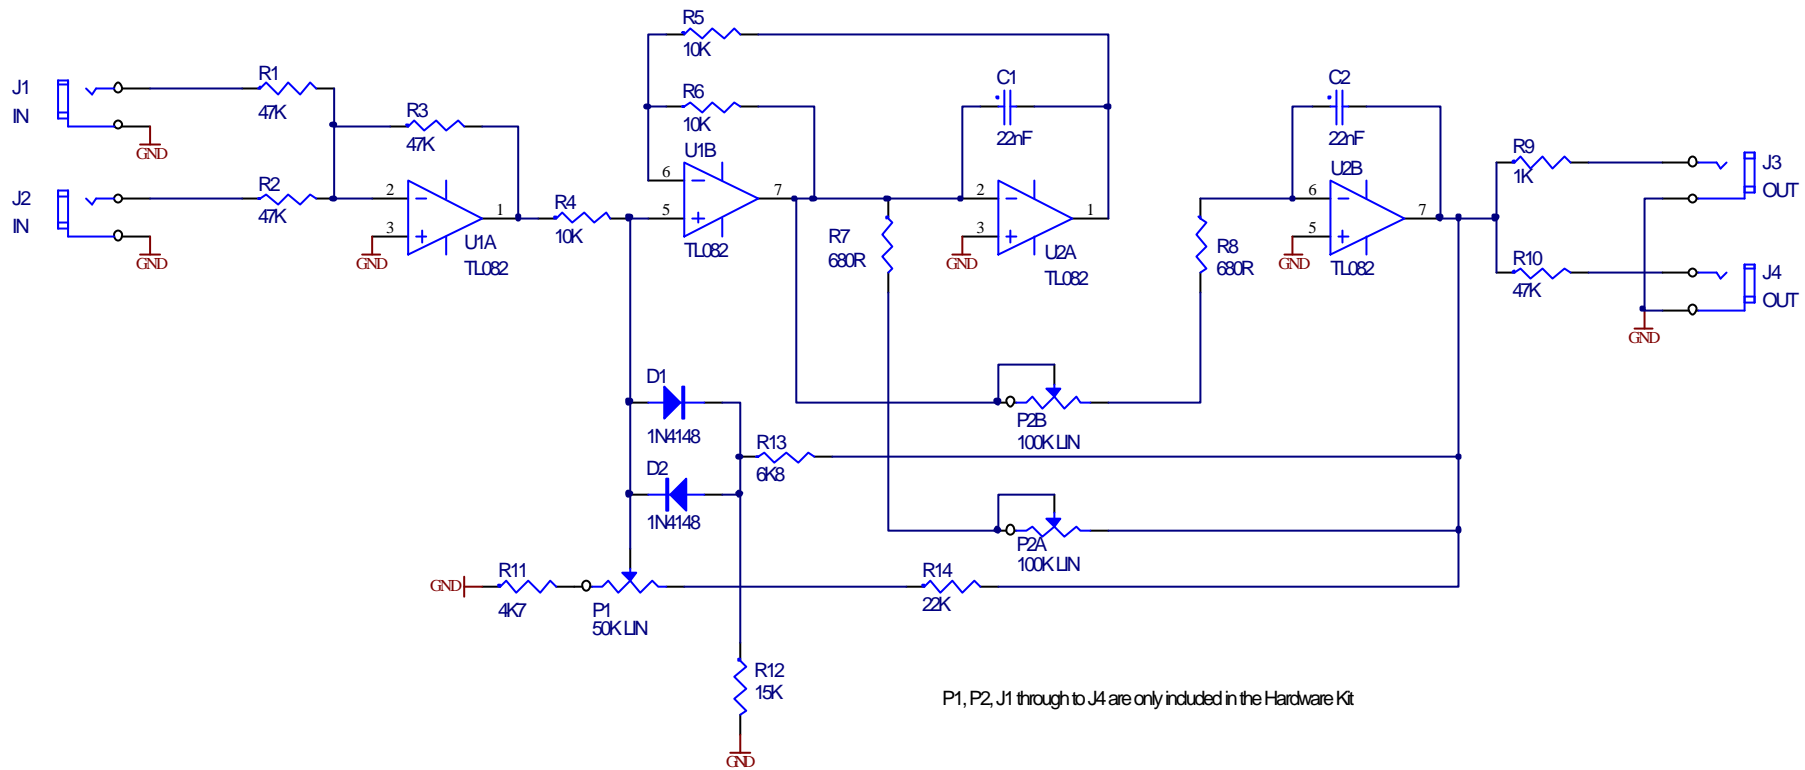 R5
10K
J1
IN
R1
47K
GND
R3
47K
R6
10K
C1
22nF
C2
22nF
J2
IN
R2
47K
GND
2
3
1
GND
U1A
TL082
R4
10K
U1B
6
5
7
TL082
R7
680R
2
3
1
GND
U2A
TL082
R8
680R
U2B
6
5
7
GND
TL082
R9
1K
J3
OUT
R10
47K
J4
OUT
GND
D1
1N4148
R13
6K8
D2
1N4148
P2B
100K LIN
P2A
100K LIN
GND
R11
4K7
P1
50K LIN
R14
22K
R12
15K
GND
P1, P2, J1 through to J4 are only included in the Hardware Kit